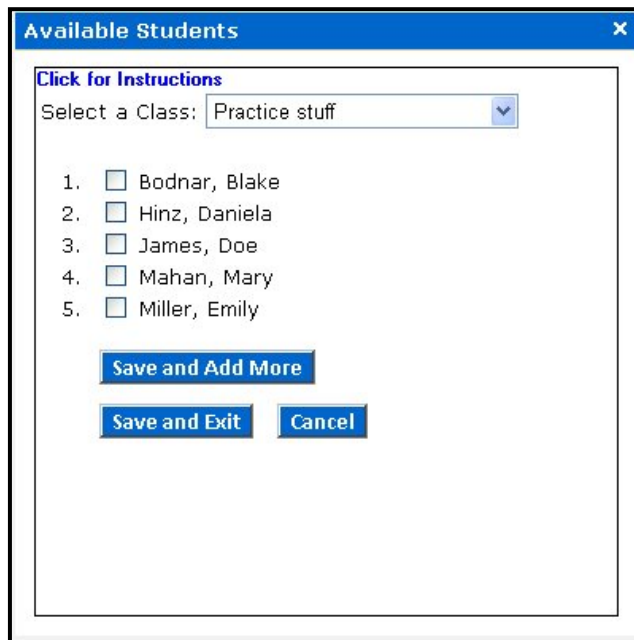 Available Students
Click for Instructions
Select a Class: Practice stuff
1. Bodnar, Blake
2. Hinz, Daniela
3. James, Doe
4. Mahan, Mary
5. Miller, Emily
Save and Add More
Save and Exit Cancel